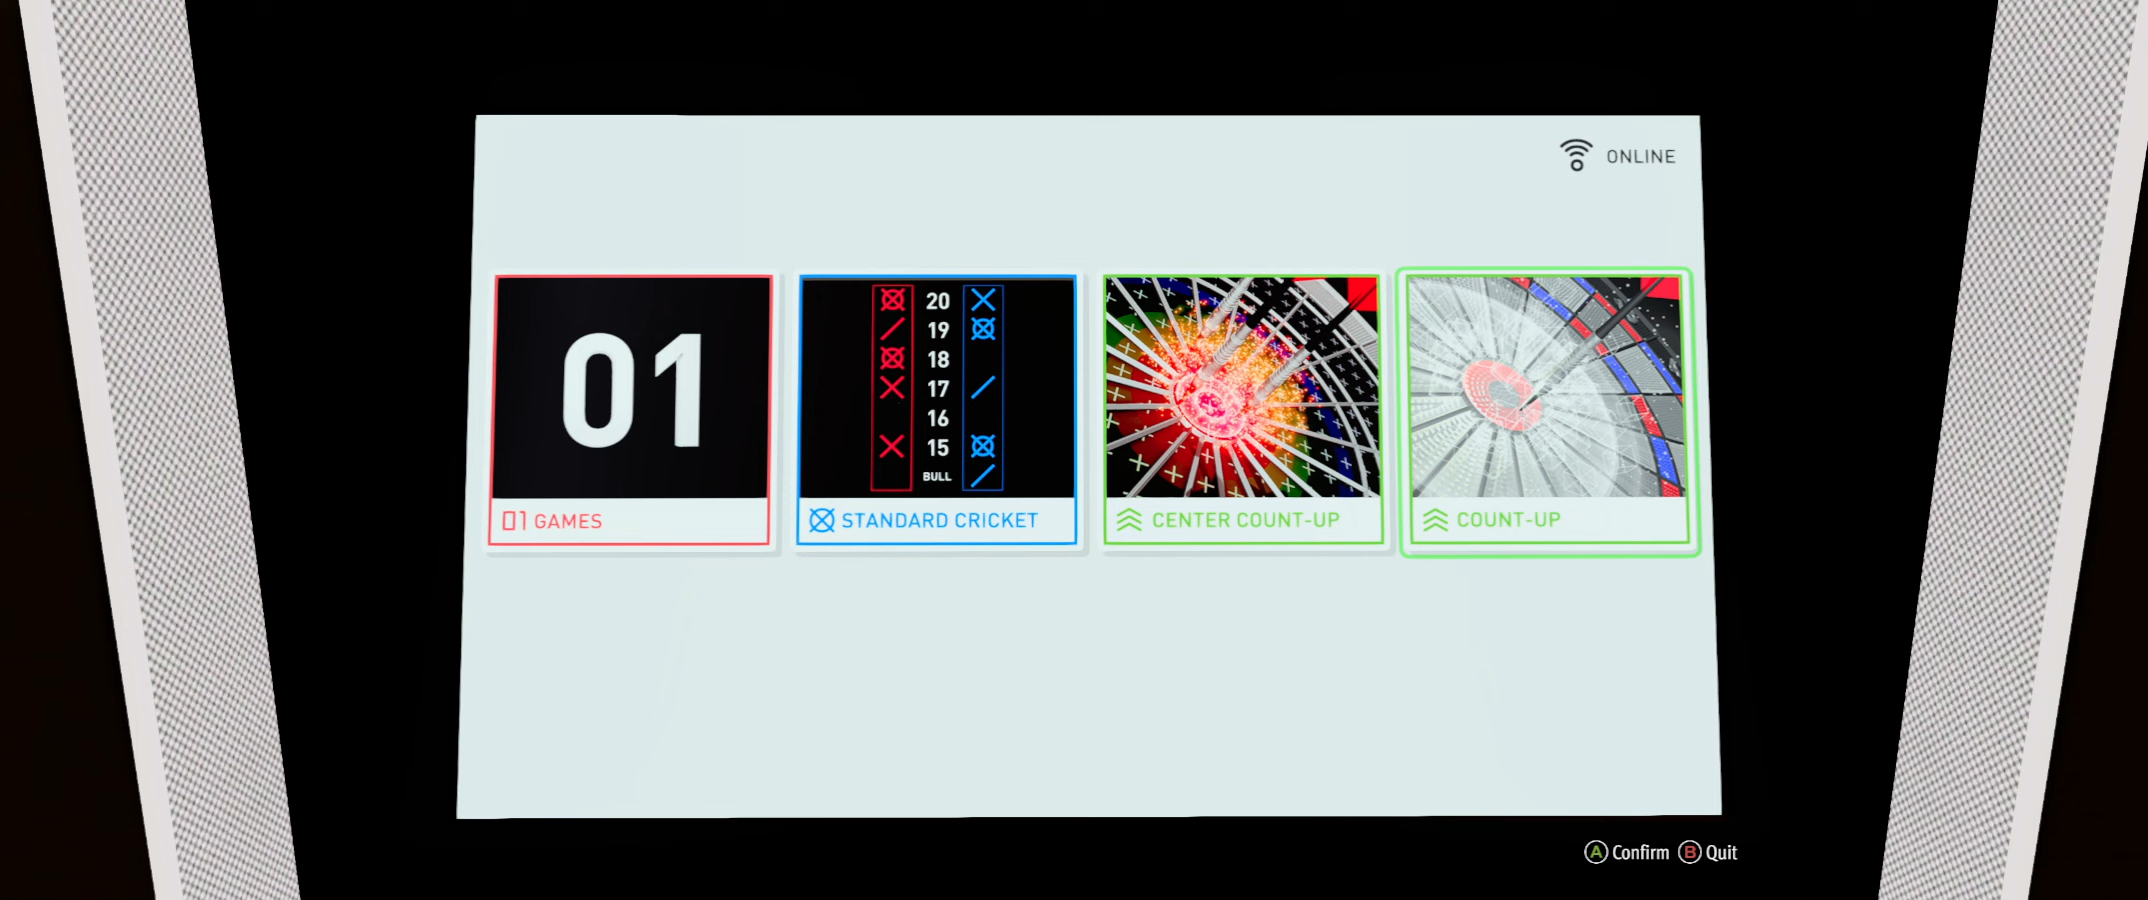 ONLINE
01
20
19
18
17
16
15
BULL
01 GAMES
STANDARD CRICKET
CENTER COUNT-UP
COUNT-UP
A Confirm B Quit